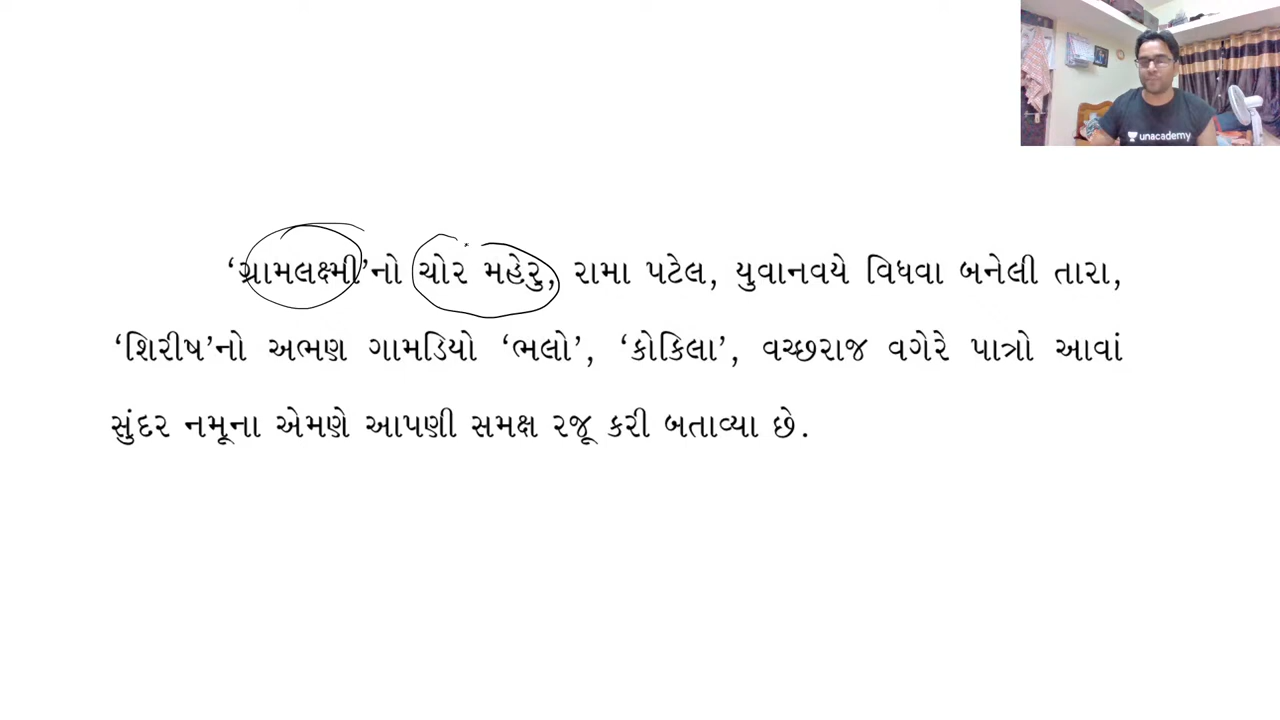 unacademy
‘ગ્રામલક્ષ્મી’નો ચોર મહેરુ, રામા પટેલ, યુવાનવયે વિધવા બનેલી તારા,
‘શિરીષ’નો અભણ ગામડિયો ‘ભલો’, ‘કોકિલા’, વચ્છરાજ વગેરે પાત્રો આવાં
સુંદર નમૂના એમણે આપણી સમક્ષ રજૂ કરી બતાવ્યા છે.